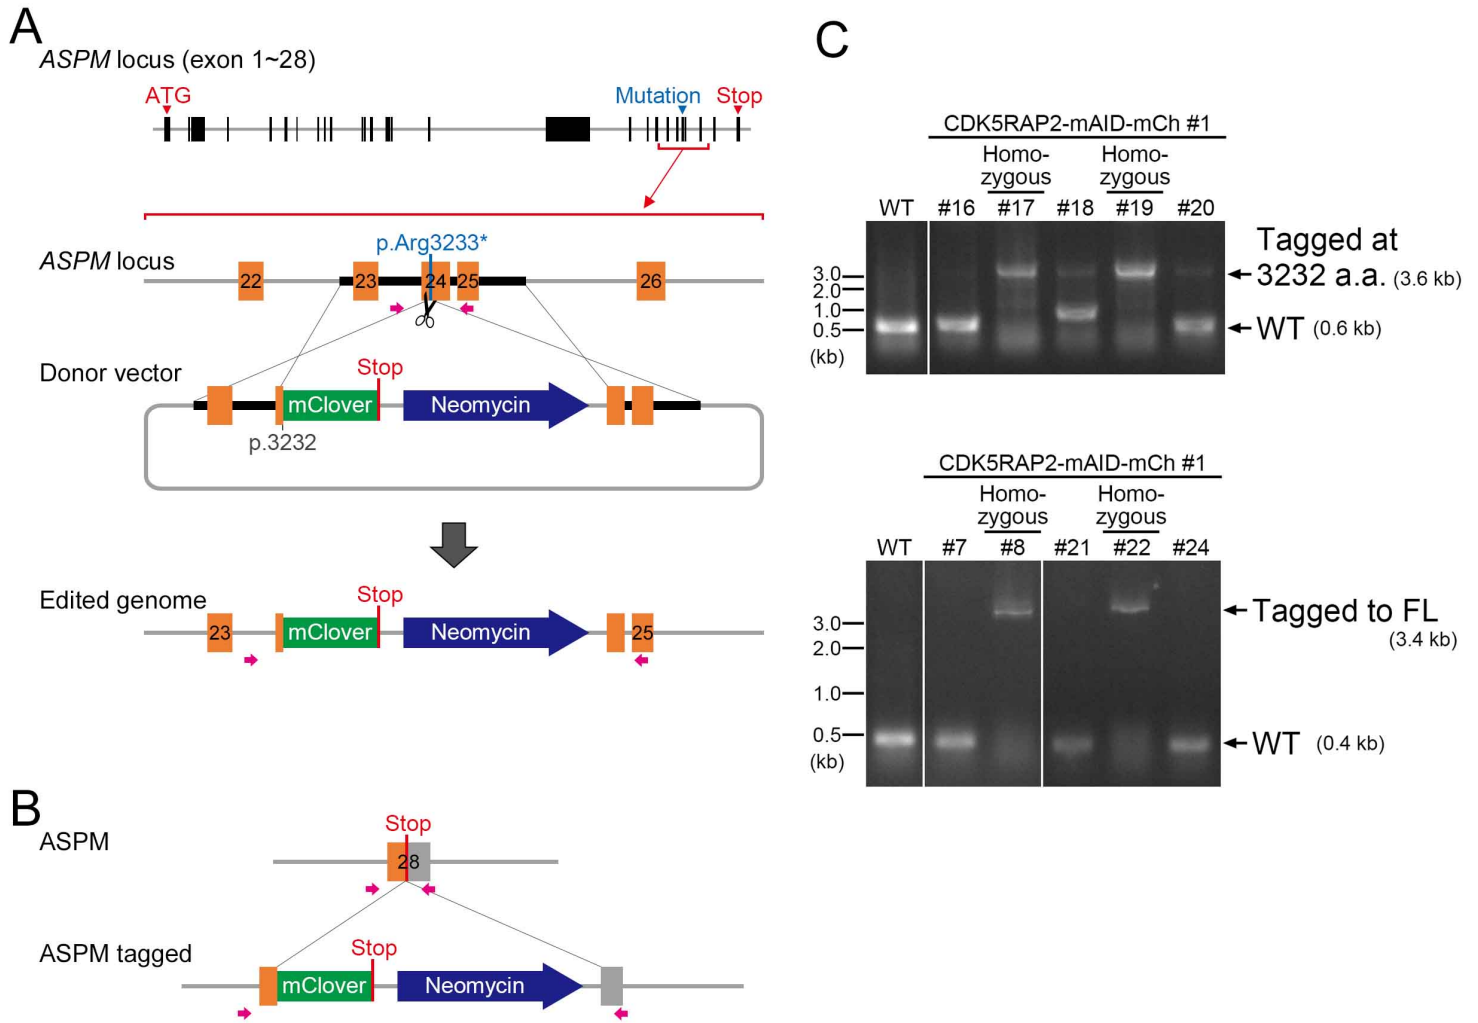 A
ASPM locus (exon 1~28)
ATG
Mutation
Stop
p.Arg3233*
ASPM locus
22
23
24
25
26
Donor vector
Stop
mClover
Neomycin
p.3232
Edited genome
Stop
23
mClover
Neomycin
25
B
ASPM
Stop
28
ASPM tagged
Stop
mClover
Neomycin
C
CDK5RAP2-mAID-mCh #1
Homo-
zygous
Homo-
zygous
WT #16 #17 #18 #19 #20
3.0
2.0
1.0
0.5
(kb)
Tagged at
3232 a.a. (3.6 kb)
WT (0.6 kb)
CDK5RAP2-mAID-mCh #1
Homo-
zygous
Homo-
zygous
WT #7 #8 #21 #22 #24
3.0
2.0
1.0
0.5
(kb)
Tagged to FL
(3.4 kb)
WT (0.4 kb)